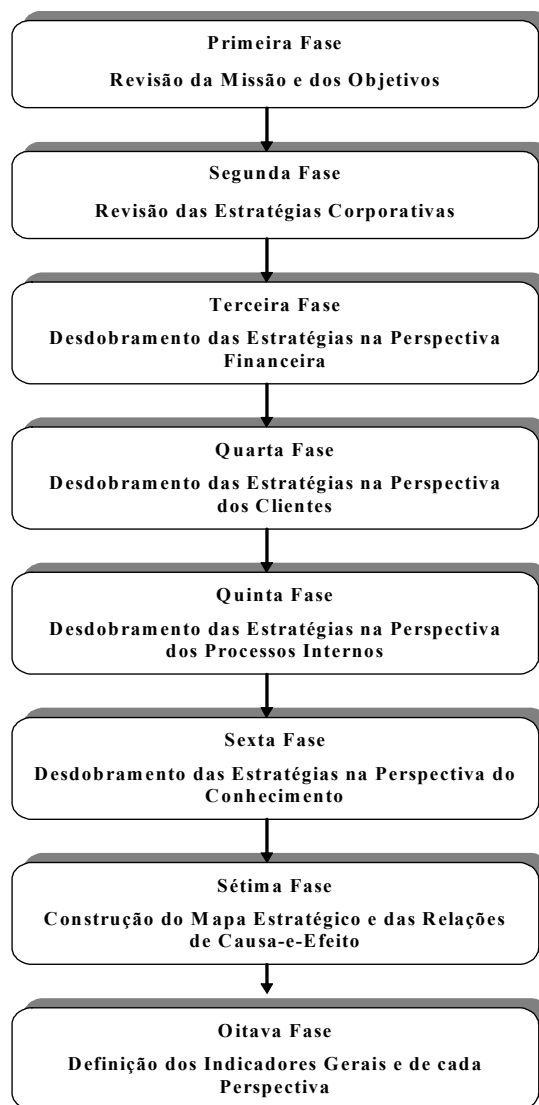 Primeira Fase
Revisão da Missão e dos Objetivos
Segunda Fase
Revisão das Estratégias Corporativas
Terceira Fase
Desdobramento das Estratégias na Perspectiva
Financeira
Quarta Fase
Desdobramento das Estratégias na Perspectiva
dos Clientes
Quinta Fase
Desdobramento das Estratégias na Perspectiva
dos Processos Internos
Sexta Fase
Desdobramento das Estratégias na Perspectiva do
Conhecimento
Sétima Fase
Construção do Mapa Estratégico e das Relações
de Causa-e-Efeito
Oitava Fase
Definição dos Indicadores Gerais e de cada
Perspectiva